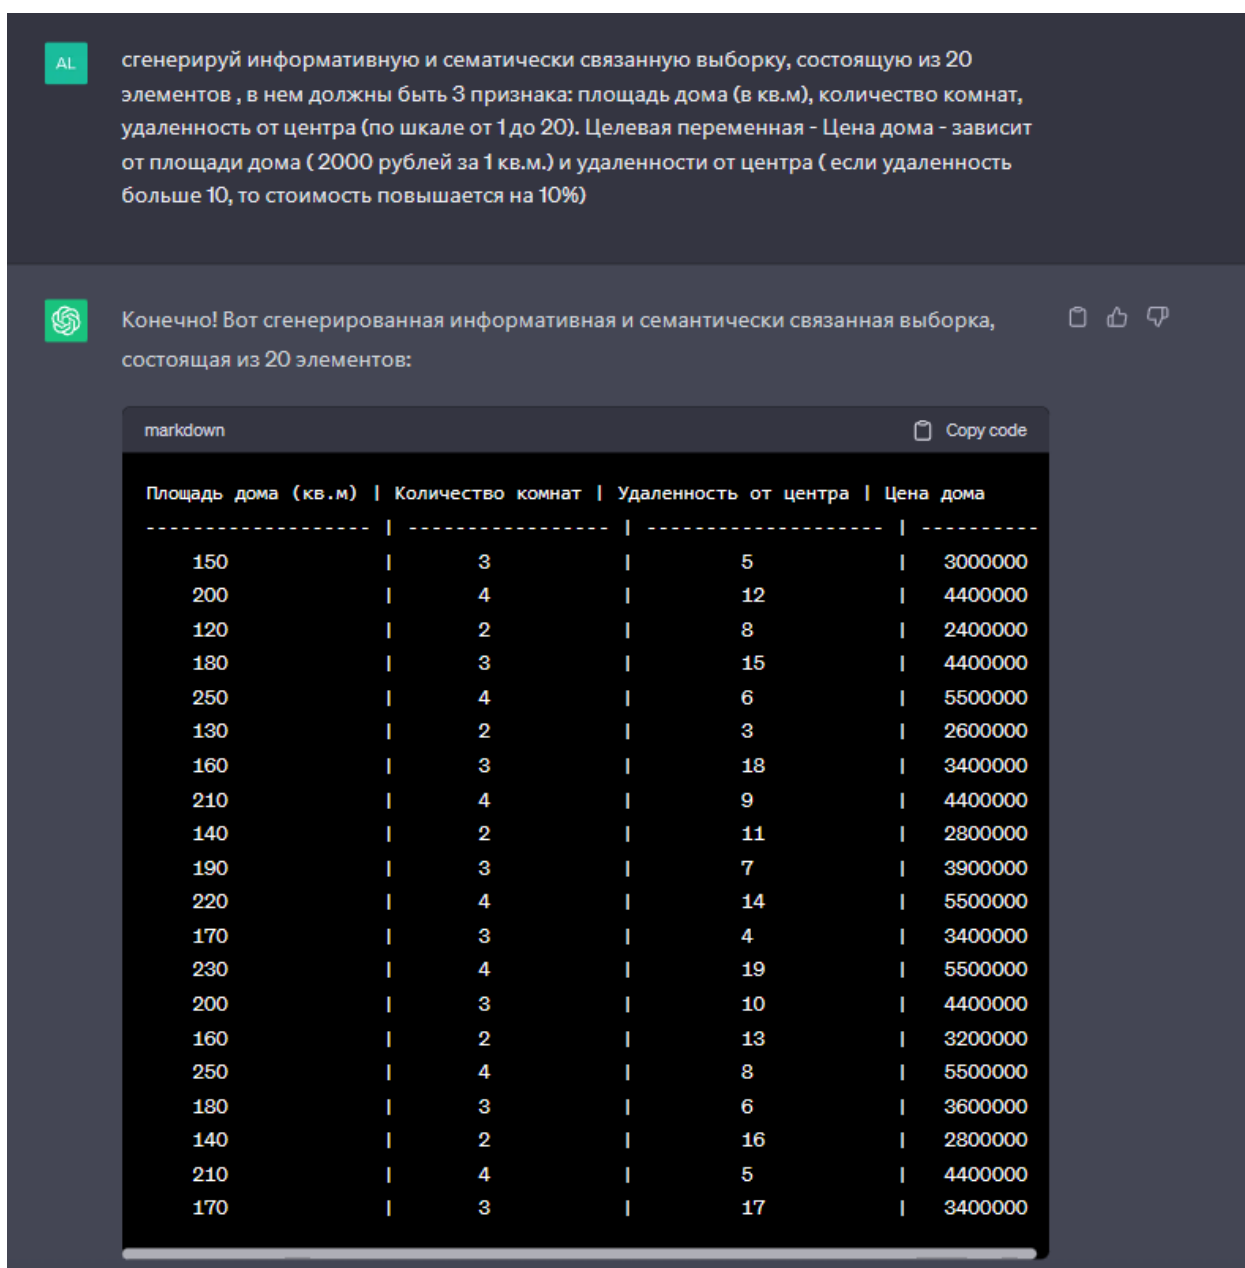 AL
сгенерируй информативную и сематически связанную выборку, состоящую из 20
элементов , в нем должны быть 3 признака: площадь дома (в кв.м), количество комнат,
удаленность от центра (по шкале от 1 до 20). Целевая переменная - Цена дома - зависит
от площади дома ( 2000 рублей за 1 кв.м.) и удаленности от центра ( если удаленность
больше 10, то стоимость повышается на 10%)
Конечно! Вот сгенерированная информативная и семантически связанная выборка,
состоящая из 20 элементов:
markdown Copy code
Площадь дома (кв.м) | Количество комнат | Удаленность от центра | Цена дома
------------------- | ----------------- | --------------------- | ----------
150 | 3 | 5 | 3000000
200 | 4 | 12 | 4400000
120 | 2 | 8 | 2400000
180 | 3 | 15 | 4400000
250 | 4 | 6 | 5500000
130 | 2 | 3 | 2600000
160 | 3 | 18 | 3400000
210 | 4 | 9 | 4400000
140 | 2 | 11 | 2800000
190 | 3 | 7 | 3900000
220 | 4 | 14 | 5500000
170 | 3 | 4 | 3400000
230 | 4 | 19 | 5500000
200 | 3 | 10 | 4400000
160 | 2 | 13 | 3200000
250 | 4 | 8 | 5500000
180 | 3 | 6 | 3600000
140 | 2 | 16 | 2800000
210 | 4 | 5 | 4400000
170 | 3 | 17 | 3400000